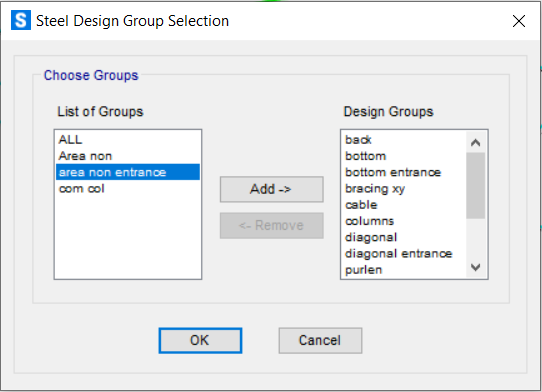 S Steel Design Group Selection
Choose Groups
List of Groups
ALL
Area non
area non entrance
com col
Add ->
<- Remove
Design Groups
back
bottom
bottom entrance
bracing xy
cable
columns
diagonal
diagonal entrance
purlen
OK
Cancel